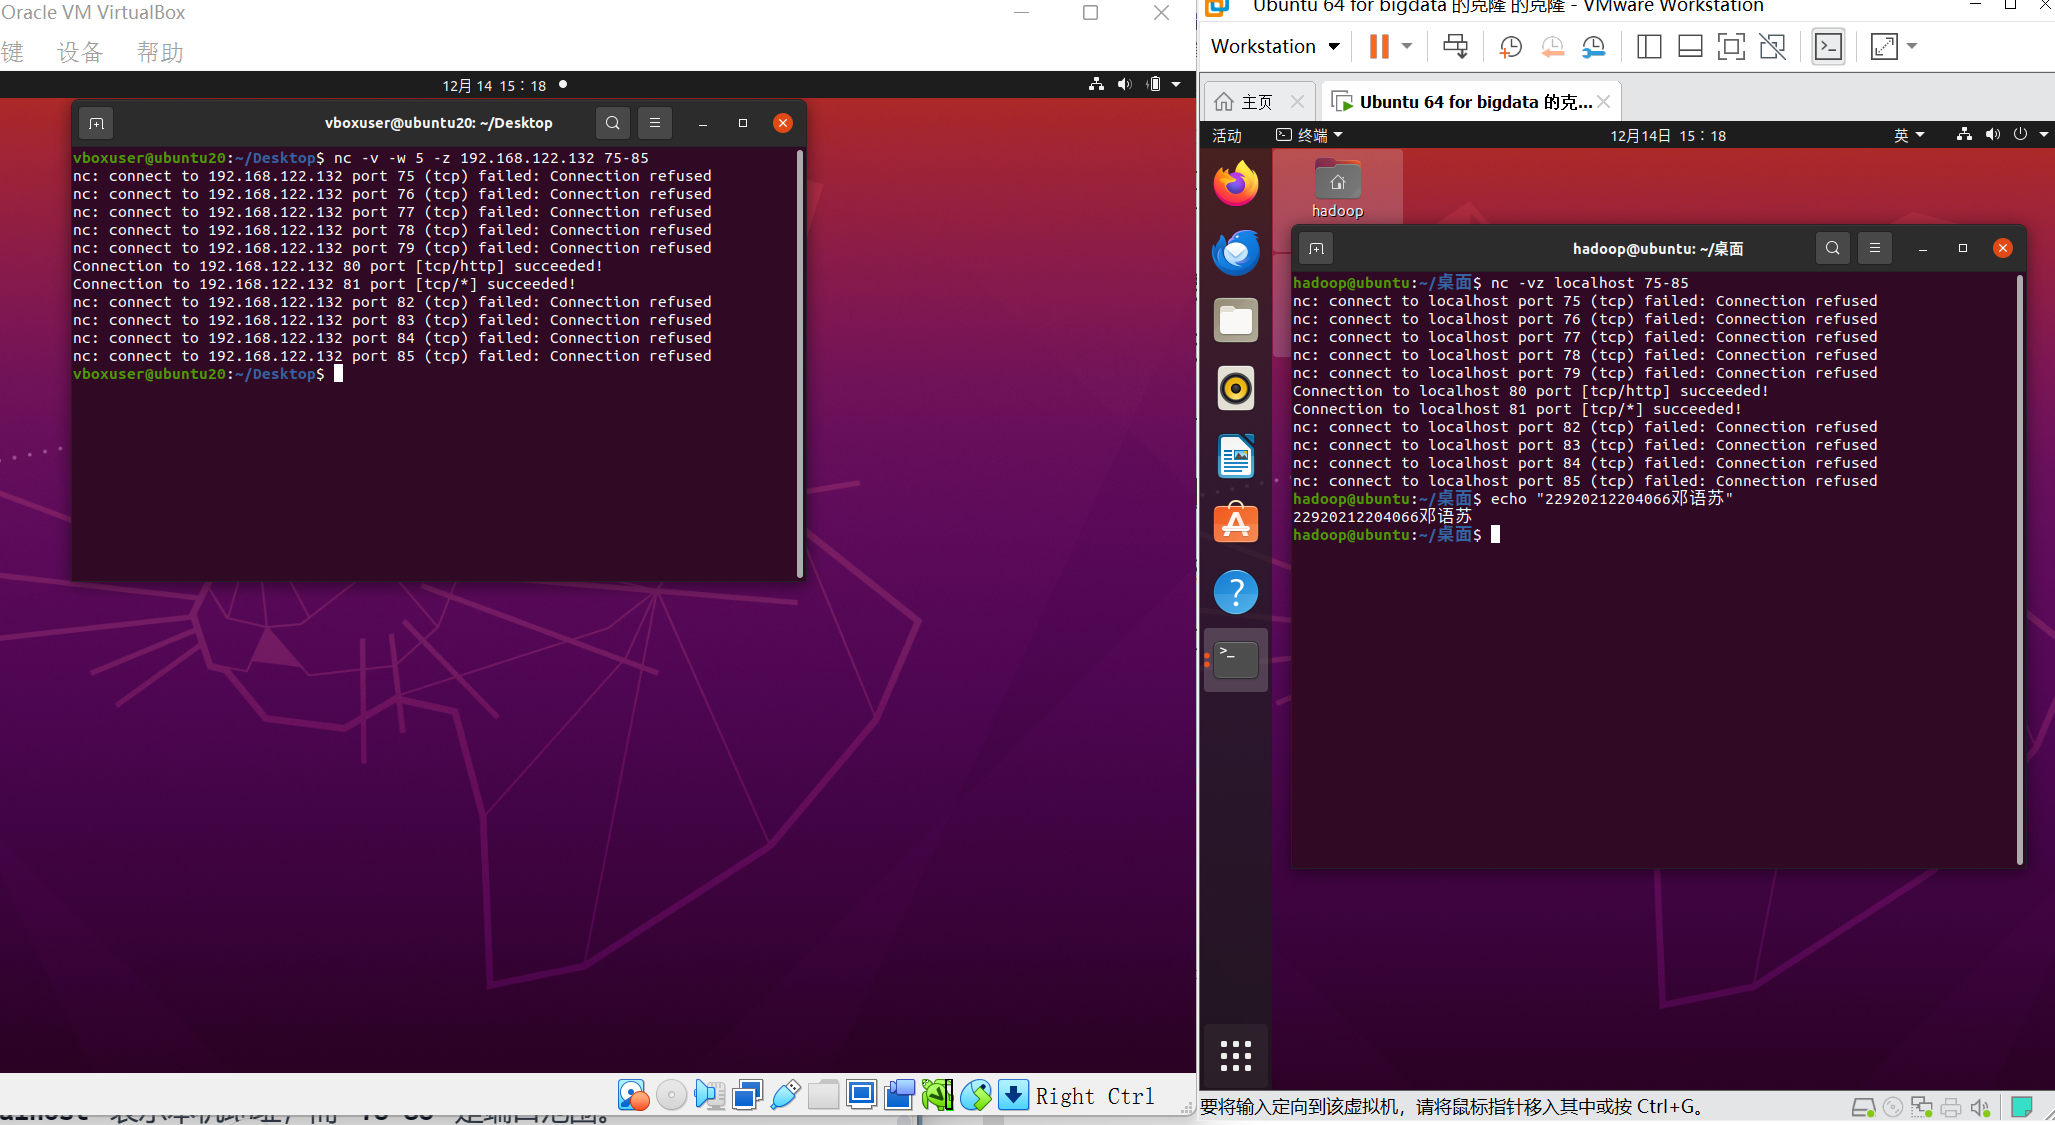 Oracle VM VirtualBox
键 设备 帮助
12月 14 15：18
vboxuser@ubuntu20: ~/Desktop
vboxuser@ubuntu20:~/Desktop$ nc -v -w 5 -z 192.168.122.132 75-85
nc: connect to 192.168.122.132 port 75 (tcp) failed: Connection refused
nc: connect to 192.168.122.132 port 76 (tcp) failed: Connection refused
nc: connect to 192.168.122.132 port 77 (tcp) failed: Connection refused
nc: connect to 192.168.122.132 port 78 (tcp) failed: Connection refused
nc: connect to 192.168.122.132 port 79 (tcp) failed: Connection refused
Connection to 192.168.122.132 80 port [tcp/http] succeeded!
Connection to 192.168.122.132 81 port [tcp/*] succeeded!
nc: connect to 192.168.122.132 port 82 (tcp) failed: Connection refused
nc: connect to 192.168.122.132 port 83 (tcp) failed: Connection refused
nc: connect to 192.168.122.132 port 84 (tcp) failed: Connection refused
nc: connect to 192.168.122.132 port 85 (tcp) failed: Connection refused
vboxuser@ubuntu20:~/Desktop$
Right Ctrl
Ubuntu 64 for bigdata 的克隆 的克隆 - VMware Workstation
Workstation
主页
Ubuntu 64 for bigdata 的克...
活动 终端 12月14日 15：18 英
hadoop
hadoop@ubuntu: ~/桌面
hadoop@ubuntu:~/桌面$ nc -vz localhost 75-85
nc: connect to localhost port 75 (tcp) failed: Connection refused
nc: connect to localhost port 76 (tcp) failed: Connection refused
nc: connect to localhost port 77 (tcp) failed: Connection refused
nc: connect to localhost port 78 (tcp) failed: Connection refused
nc: connect to localhost port 79 (tcp) failed: Connection refused
Connection to localhost 80 port [tcp/http] succeeded!
Connection to localhost 81 port [tcp/*] succeeded!
nc: connect to localhost port 82 (tcp) failed: Connection refused
nc: connect to localhost port 83 (tcp) failed: Connection refused
nc: connect to localhost port 84 (tcp) failed: Connection refused
nc: connect to localhost port 85 (tcp) failed: Connection refused
hadoop@ubuntu:~/桌面$ echo "22920212204066邓语苏"
22920212204066邓语苏
hadoop@ubuntu:~/桌面$
要将输入定向到该虚拟机，请将鼠标指针移入其中或按 Ctrl+G。